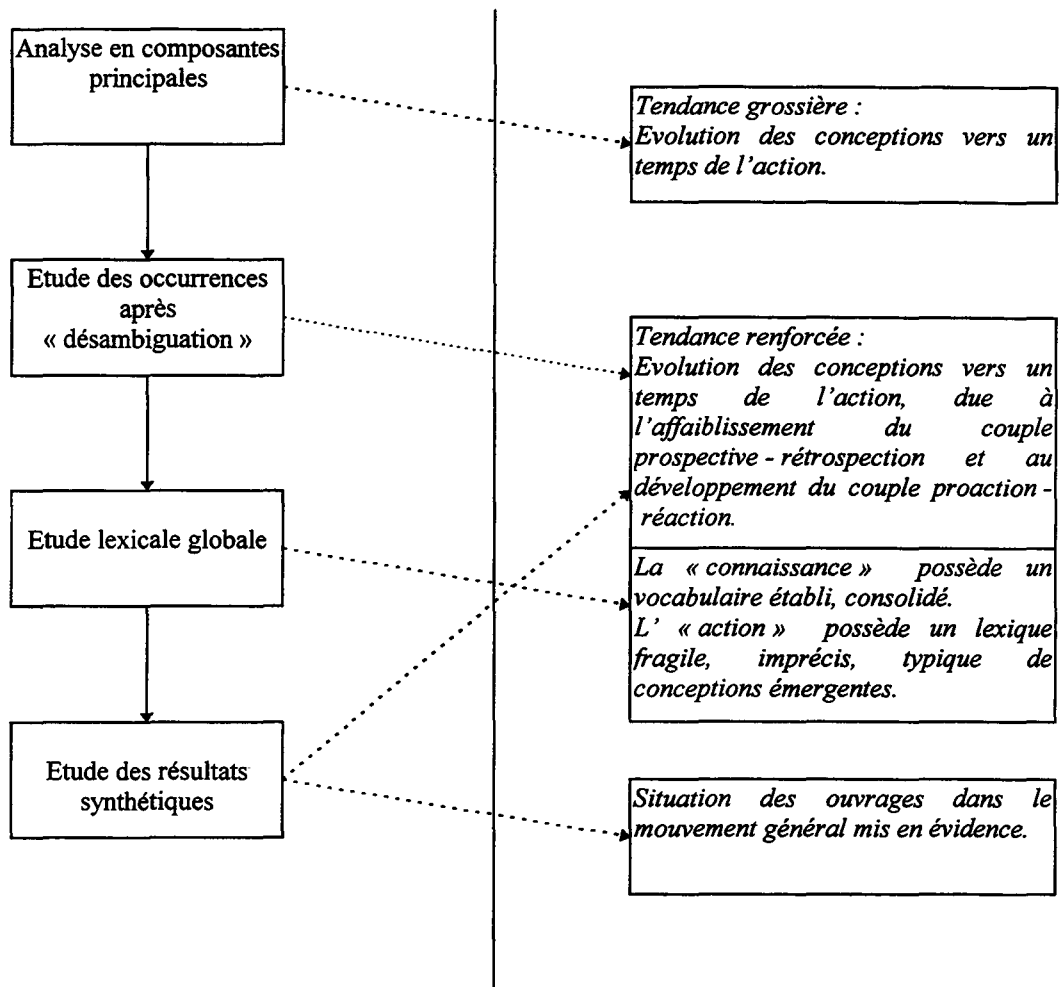 Analyse en composantes
principales
Tendance grossière :
Evolution des conceptions vers un
temps de l'action.
Etude des occurrences
après
« désambiguation »
Tendance renforcée :
Evolution des conceptions vers un
temps de l'action, due à
l'affaiblissement du couple
prospective - rétrospection et au
développement du couple proaction -
réaction.
Etude lexicale globale
La « connaissance » possède un
vocabulaire établi, consolidé.
L' « action » possède un lexique
fragile, imprécis, typique de
conceptions émergentes.
Etude des résultats
synthétiques
Situation des ouvrages dans le
mouvement général mis en évidence.